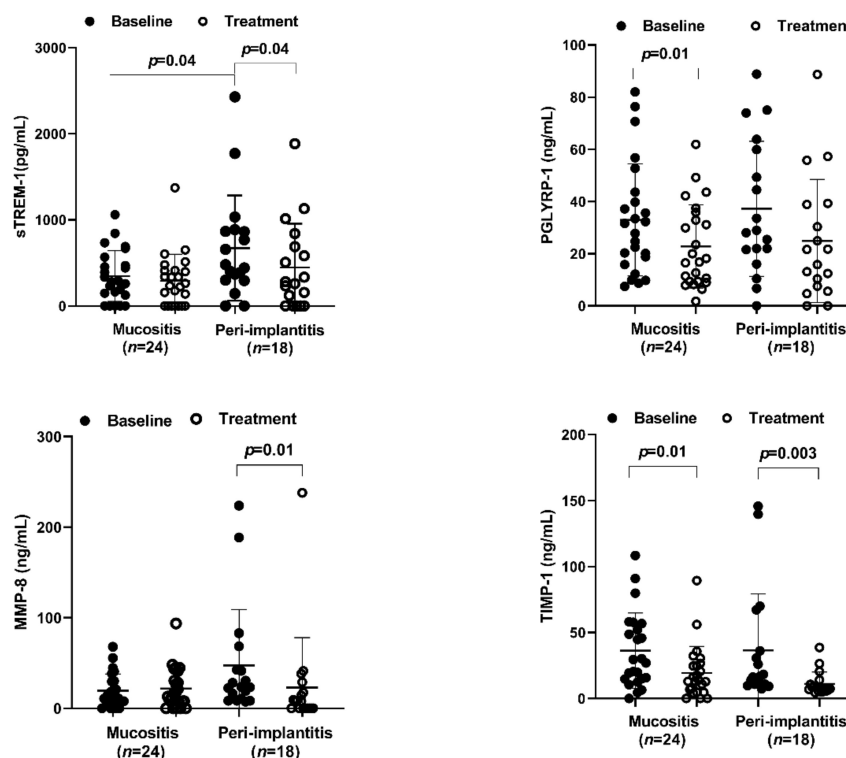 Baseline Treatment
3000
2000
1000
0
sTREM-1(pg/mL)
p=0.04
p=0.04
Mucositis
(n=24)
Peri-implantitis
(n=18)
Baseline Treatmen
100
80
60
40
20
0
PGLYRP-1 (ng/mL)
p=0.01
Mucositis
(n=24)
Peri-implantitis
(n=18)
Baseline Treatment
300
200
100
0
MMP-8 (ng/mL)
p=0.01
Mucositis
(n=24)
Peri-implantitis
(n=18)
Baseline Treatment
200
150
100
50
0
TIMP-1 (ng/mL)
p=0.01
p=0.003
Mucositis
(n=24)
Peri-implantitis
(n=18)